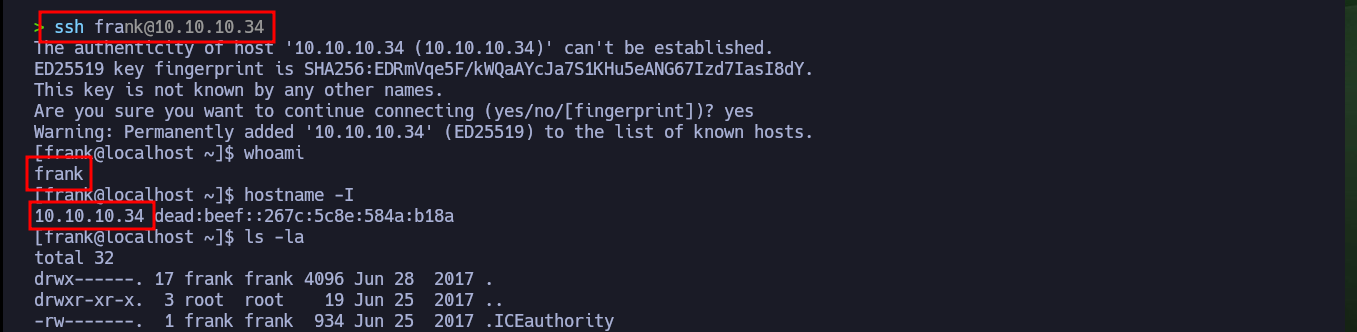 > ssh frank@10.10.10.34
The authenticity of host '10.10.10.34 (10.10.10.34)' can't be established.
ED25519 key fingerprint is SHA256:EDRmVqe5F/kWQaAYcJa7S1KHu5eANG67Izd7IasI8dY.
This key is not known by any other names.
Are you sure you want to continue connecting (yes/no/[fingerprint])? yes
Warning: Permanently added '10.10.10.34' (ED25519) to the list of known hosts.
[frank@localhost ~]$ whoami
frank
[frank@localhost ~]$ hostname -I
10.10.10.34 dead:beef::267c:5c8e:584a:b18a
[frank@localhost ~]$ ls -la
total 32
drwx------. 17 frank frank 4096 Jun 28  2017 .
drwxr-xr-x.  3 root  root    19 Jun 25  2017 ..
-rw-------.  1 frank frank  934 Jun 25  2017 .ICEauthority